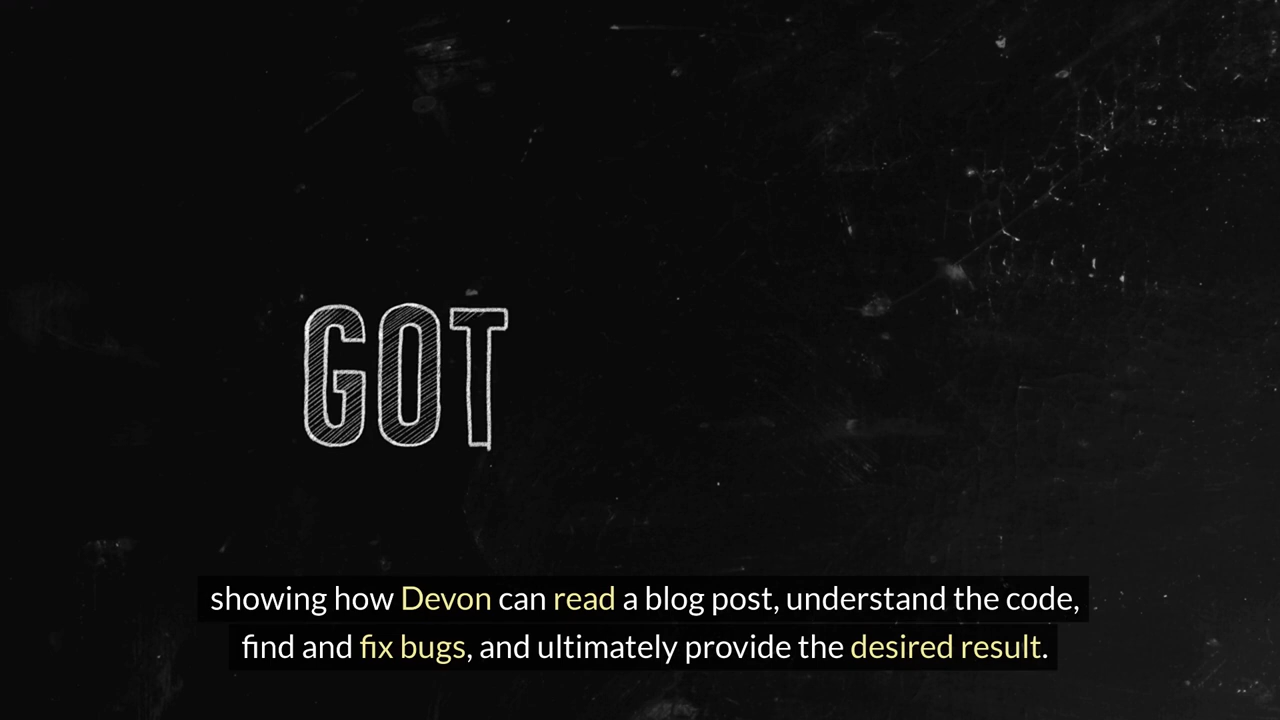 GOT
showing how Devon can read a blog post, understand the code,
find and fix bugs, and ultimately provide the desired result.